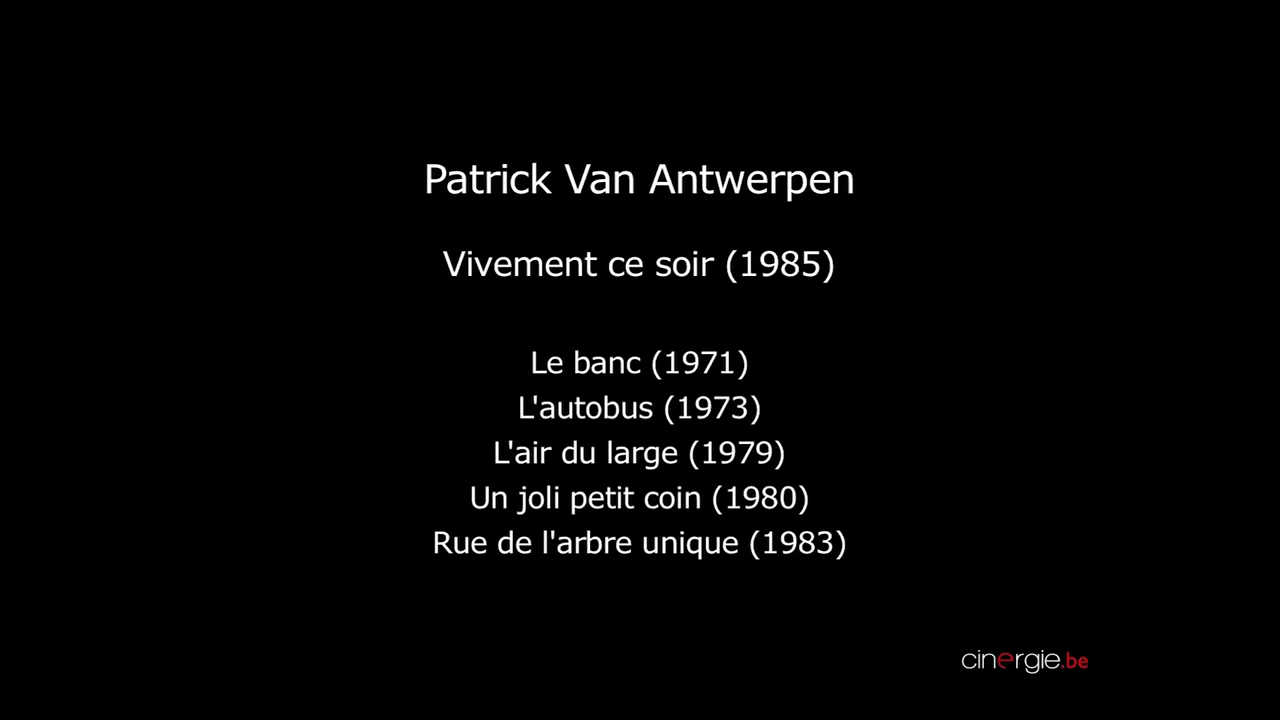 Patrick Van Antwerpen
Vivement ce soir (1985)
Le banc (1971)
L'autobus (1973)
L'air du large (1979)
Un joli petit coin (1980)
Rue de l'arbre unique (1983)
cinergie.be